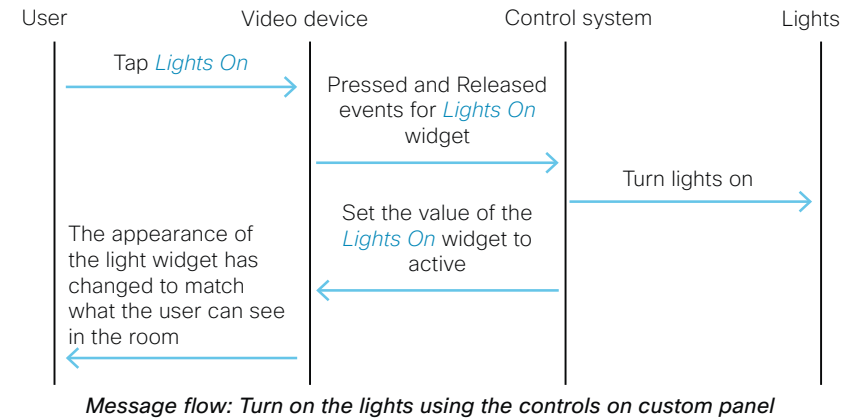 User
Video device
Control system
Lights
Tap Lights On
Pressed and Released
events for Lights On
widget
Turn lights on
Set the value of the
Lights On widget to
active
The appearance of
the light widget has
changed to match
what the user can see
in the room
Message flow: Turn on the lights using the controls on custom panel